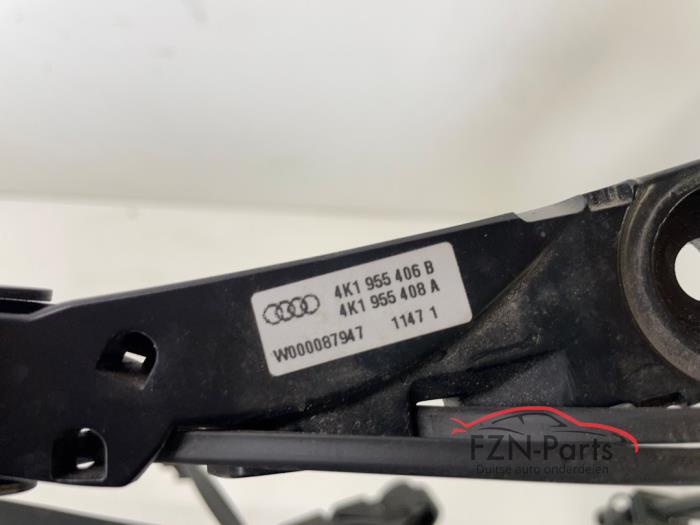 4K1 955 406 B
4K1 955 408 A
W000087947 1147 1
FZN-Parts
Duitse auto onderdelen